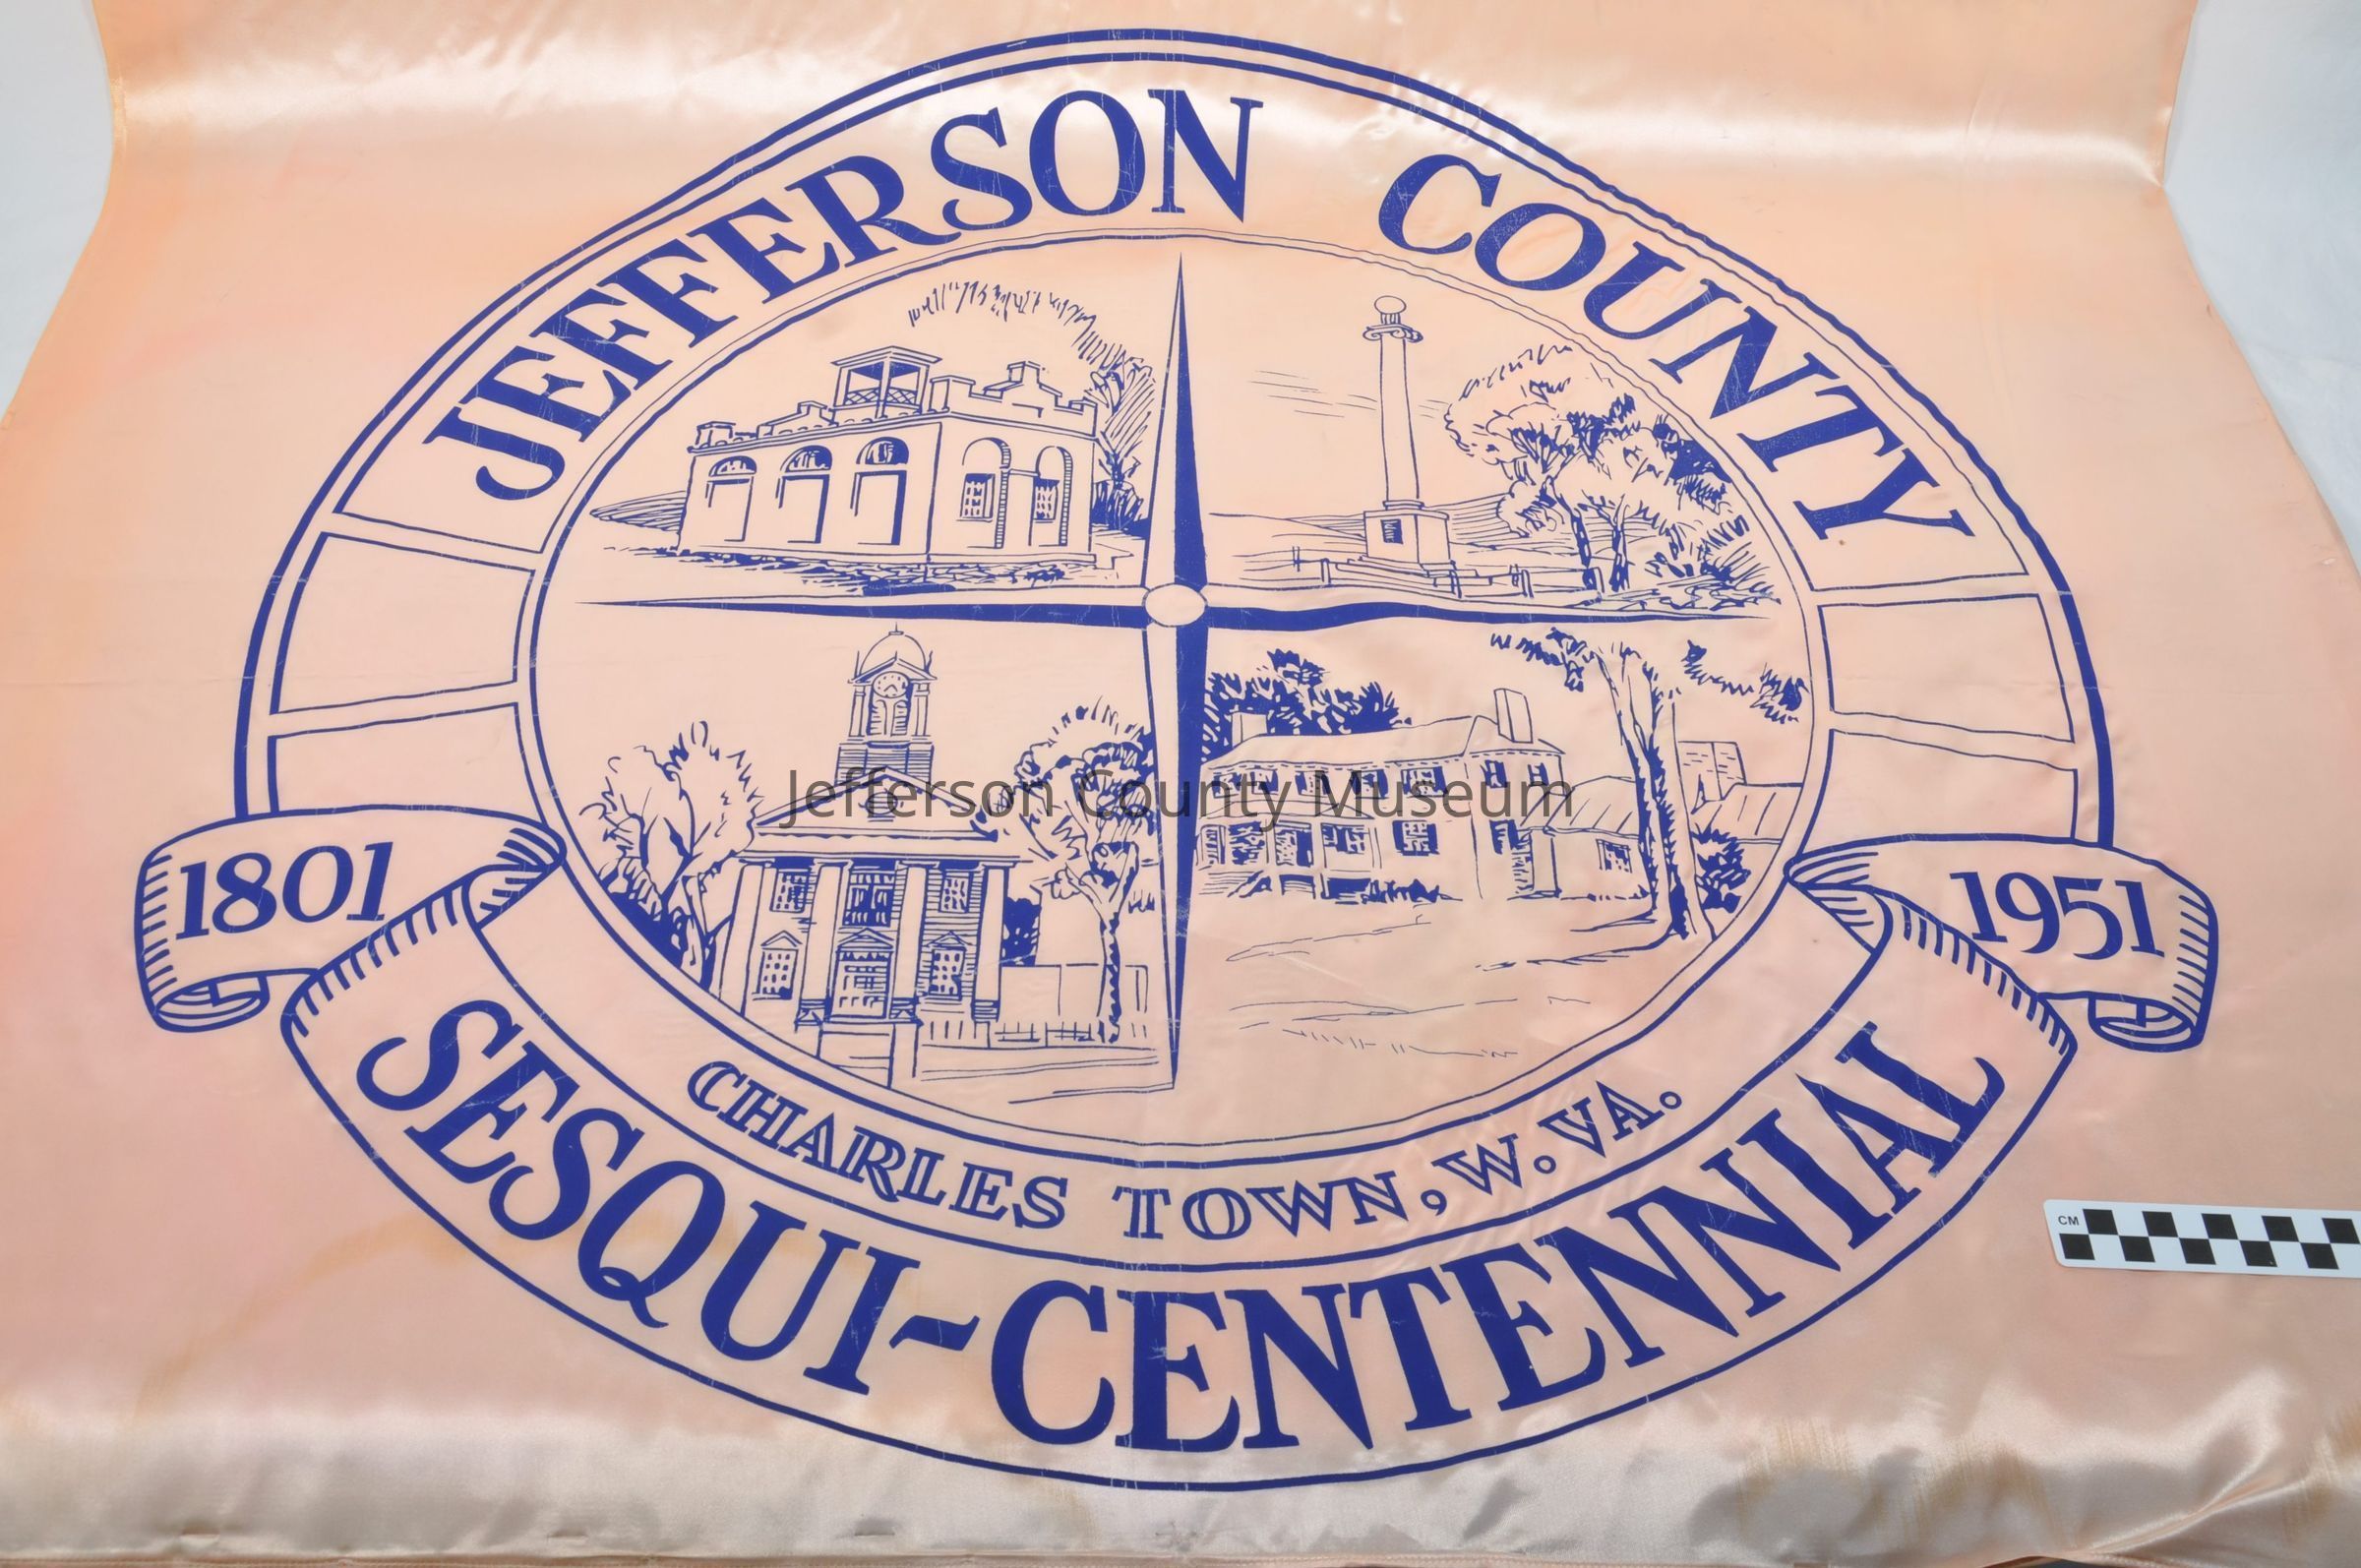 JEFFERSON COUNTY
1801
1951
CHARLES TOWN, W. VA.
SESQUI-CENTENNIAL
Jefferson County Museum
CM